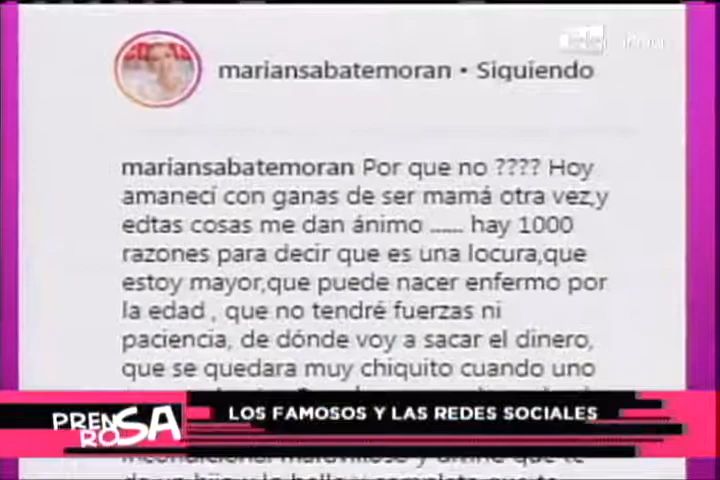 mariansabatemoran • Siguiendo
mariansabatemoran Por que no ???? Hoy
amanecí con ganas de ser mamá otra vez,y
edtas cosas me dan ánimo ...... hay 1000
razones para decir que es una locura,que
estoy mayor,que puede nacer enfermo por
la edad , que no tendré fuerzas ni
paciencia, de dónde voy a sacar el dinero,
que se quedara muy chiquito cuando uno
PRENSA ROSA
LOS FAMOSOS Y LAS REDES SOCIALES